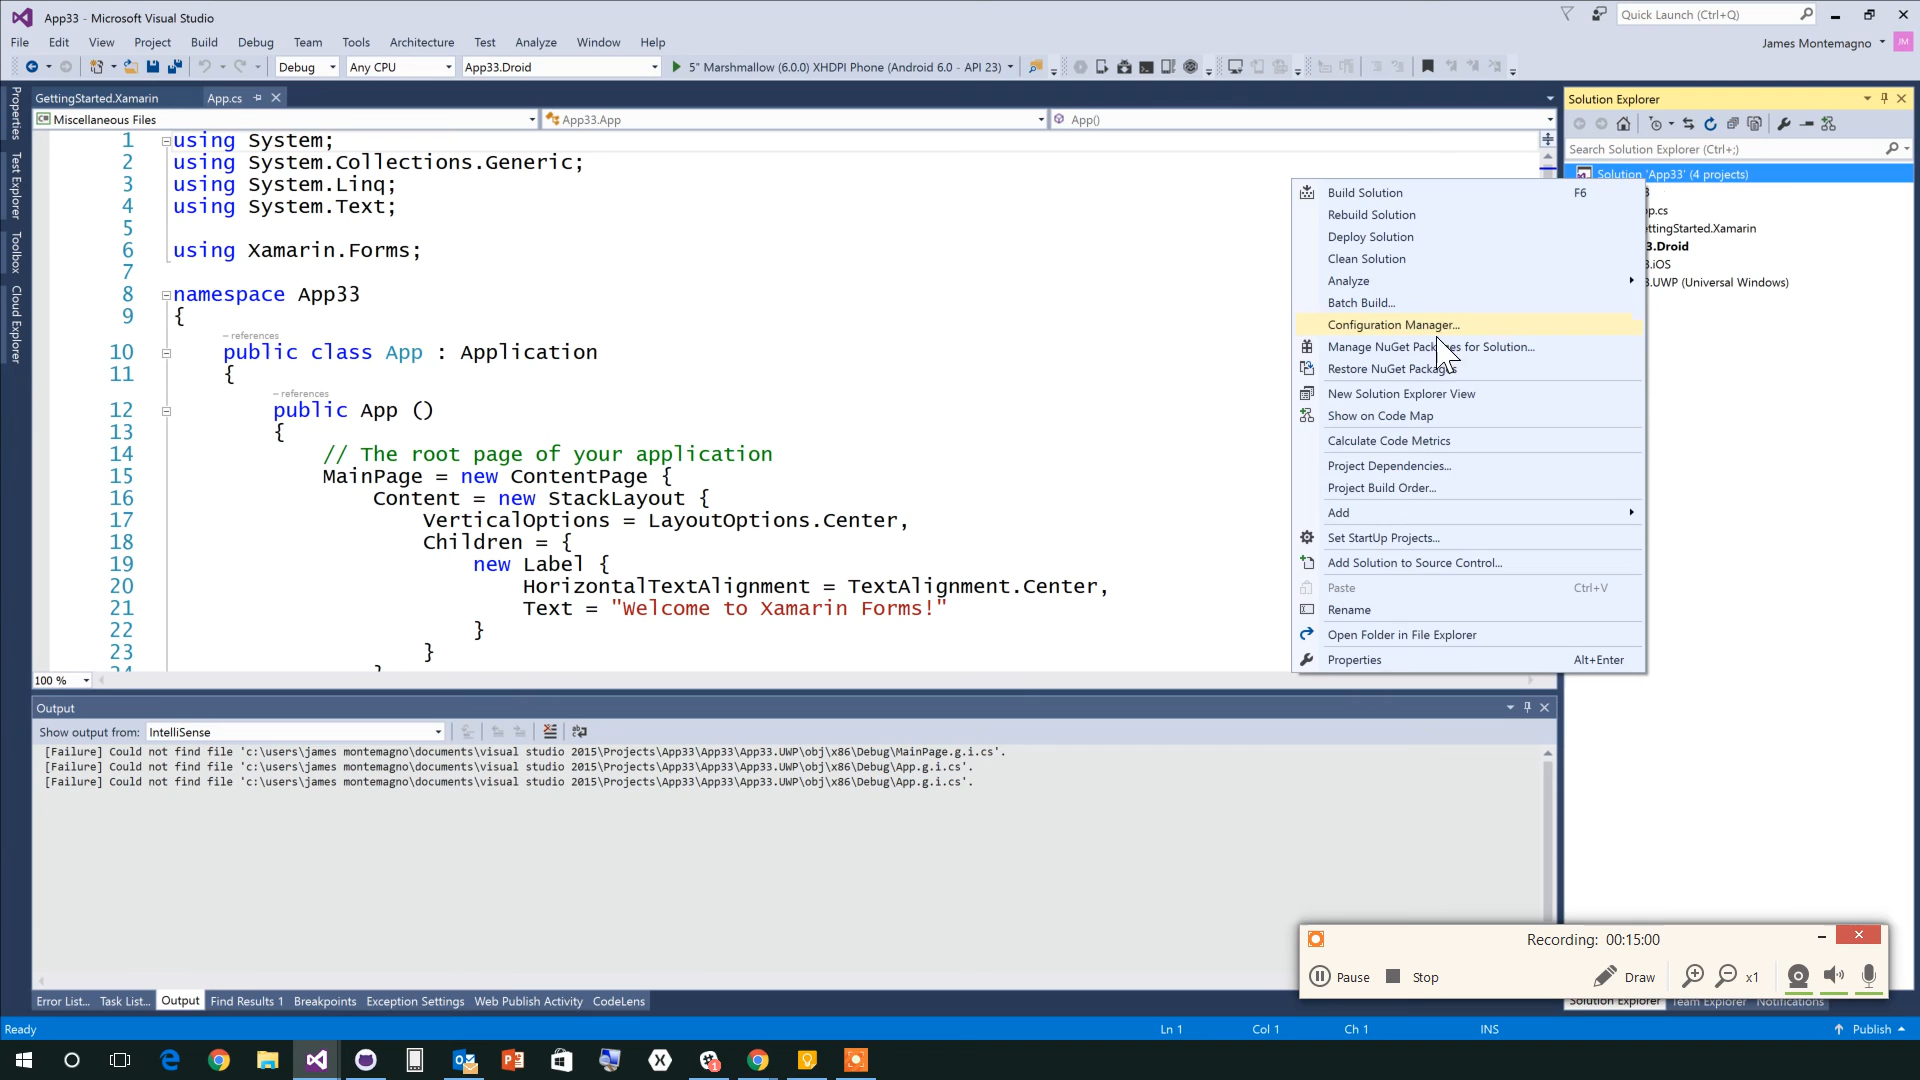 App33 - Microsoft Visual Studio
Quick Launch (Ctrl+Q)
File Edit View Project Build Debug Team Tools Architecture Test Analyze Window Help
James Montemagno JM
Debug Any CPU App33.Droid 5" Marshmallow (6.0.0) XHDPI Phone (Android 6.0 - API 23)
Properties
Test Explorer
Toolbox
Cloud Explorer
GettingStarted.Xamarin App.cs
Miscellaneous Files App33.App App()
1 using System;
2 using System.Collections.Generic;
3 using System.Linq;
4 using System.Text;
5
6 using Xamarin.Forms;
7
8 namespace App33
9 {
– references
10 public class App : Application
11 {
– references
12 public App ()
13 {
14 // The root page of your application
15 MainPage = new ContentPage {
16 Content = new StackLayout {
17 VerticalOptions = LayoutOptions.Center,
18 Children = {
19 new Label {
20 HorizontalTextAlignment = TextAlignment.Center,
21 Text = "Welcome to Xamarin Forms!"
22 }
23 }
100 %
Solution Explorer
Search Solution Explorer (Ctrl+;)
Solution 'App33' (4 projects)
3
pp.cs
ettingStarted.Xamarin
3.Droid
3.iOS
3.UWP (Universal Windows)
Build Solution F6
Rebuild Solution
Deploy Solution
Clean Solution
Analyze
Batch Build...
Configuration Manager...
Manage NuGet Pack es for Solution...
Restore NuGet Packages
New Solution Explorer View
Show on Code Map
Calculate Code Metrics
Project Dependencies...
Project Build Order...
Add
Set StartUp Projects...
Add Solution to Source Control...
Paste Ctrl+V
Rename
Open Folder in File Explorer
Properties Alt+Enter
Output
Show output from: IntelliSense
[Failure] Could not find file 'c:\users\james montemagno\documents\visual studio 2015\Projects\App33\App33\App33.UWP\obj\x86\Debug\MainPage.g.i.cs'.
[Failure] Could not find file 'c:\users\james montemagno\documents\visual studio 2015\Projects\App33\App33\App33.UWP\obj\x86\Debug\App.g.i.cs'.
[Failure] Could not find file 'c:\users\james montemagno\documents\visual studio 2015\Projects\App33\App33\App33.UWP\obj\x86\Debug\App.g.i.cs'.
Recording: 00:15:00
Pause Stop Draw x1
Error List... Task List... Output Find Results 1 Breakpoints Exception Settings Web Publish Activity CodeLens
Solution Explorer Team Explorer Notifications
Ready Ln 1 Col 1 Ch 1 INS Publish